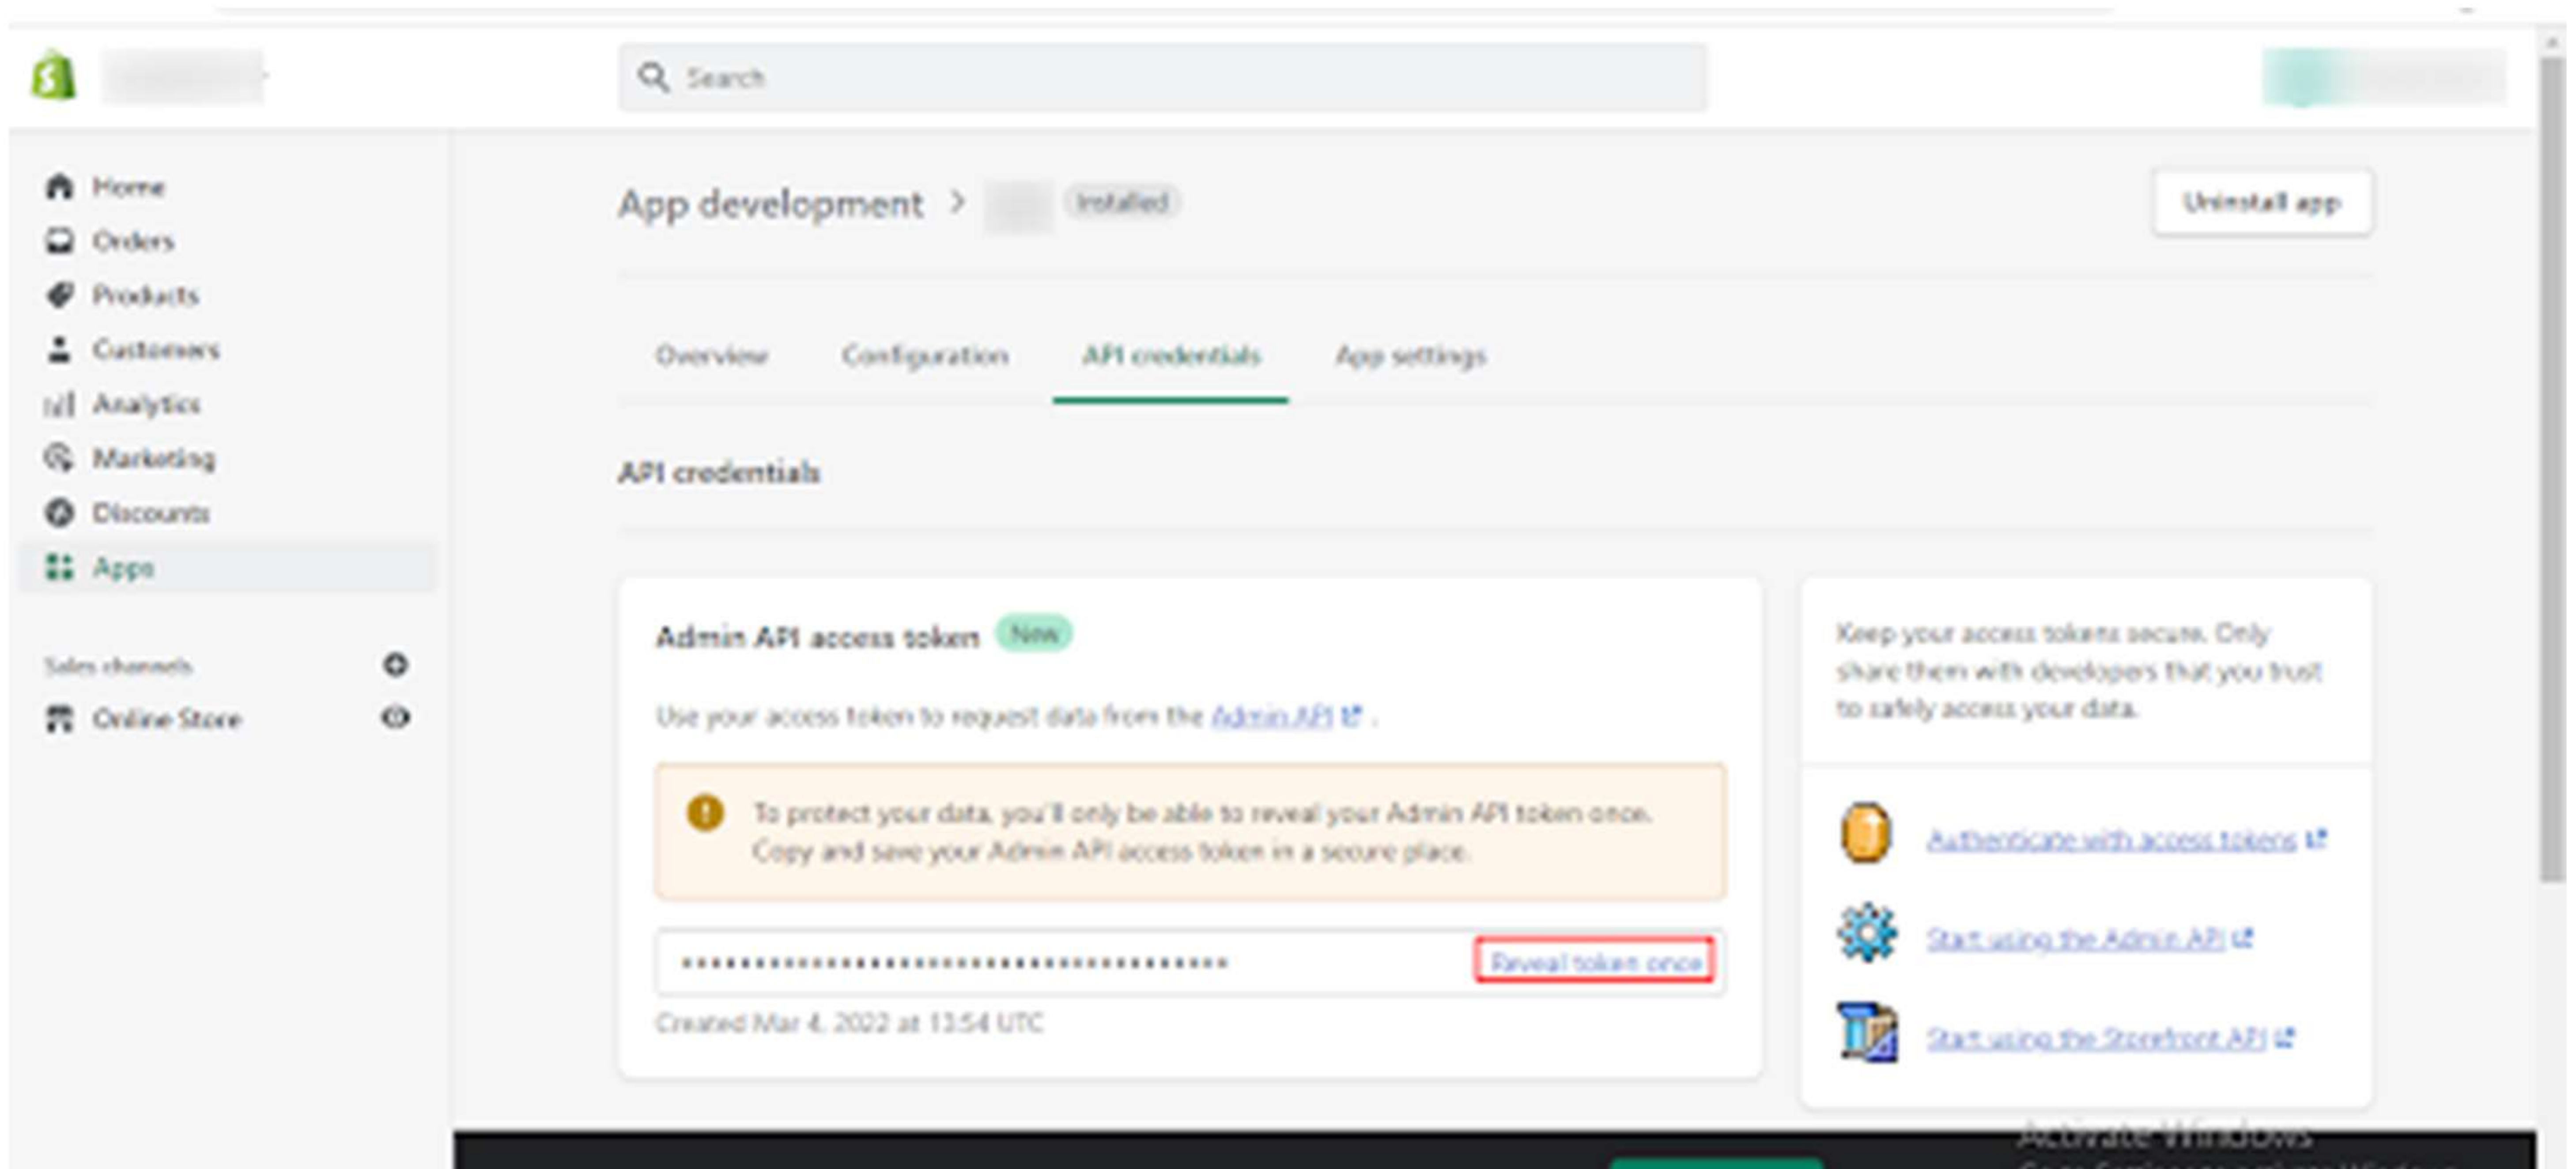 Search
Home
Orders
Products
Customers
Analytics
Marketing
Discounts
Apps
Sales channels
Online Store
App development > Installed
Uninstall app
Overview Configuration API credentials App settings
API credentials
Admin API access token New
Use your access token to request data from the Admin API .
To protect your data, you'll only be able to reveal your Admin API token once.
Copy and save your Admin API access token in a secure place.
•••••••••••••••••••••••••••••••••••••• Reveal token once
Created Mar 4, 2022 at 13:54 UTC
Keep your access tokens secure. Only
share them with developers that you trust
to safely access your data.
Authenticate with access tokens
Start using the Admin API
Start using the Storefront API
Activate Windows